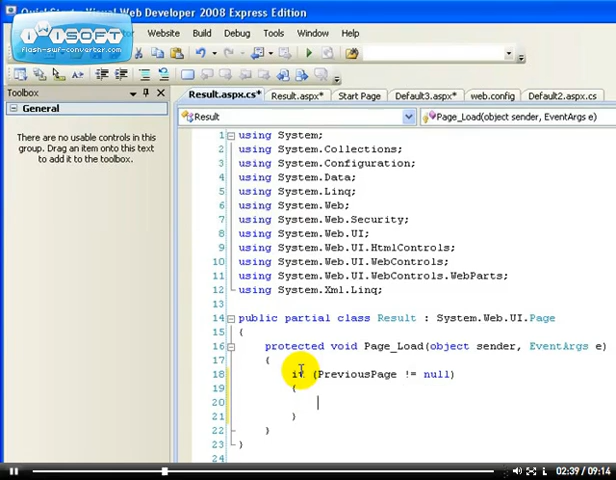 QuickStart - Visual Web Developer 2008 Express Edition
iWiSOFT
flash-swf-converter.com
Website Build Debug Tools Window Help
Toolbox
General
There are no usable controls in this
group. Drag an item onto this text
to add it to the toolbox.
Result.aspx.cs* Result.aspx* Start Page Default3.aspx* web.config Default2.aspx.cs
Result Page_Load(object sender, EventArgs e)
1 using System;
2 using System.Collections;
3 using System.Configuration;
4 using System.Data;
5 using System.Linq;
6 using System.Web;
7 using System.Web.Security;
8 using System.Web.UI;
9 using System.Web.UI.HtmlControls;
10 using System.Web.UI.WebControls;
11 using System.Web.UI.WebControls.WebParts;
12 using System.Xml.Linq;
13
14 public partial class Result : System.Web.UI.Page
15 {
16 protected void Page_Load(object sender, EventArgs e)
17 {
18 if (PreviousPage != null)
19 {
20
21 }
22 }
23 }
02:39 / 09:14